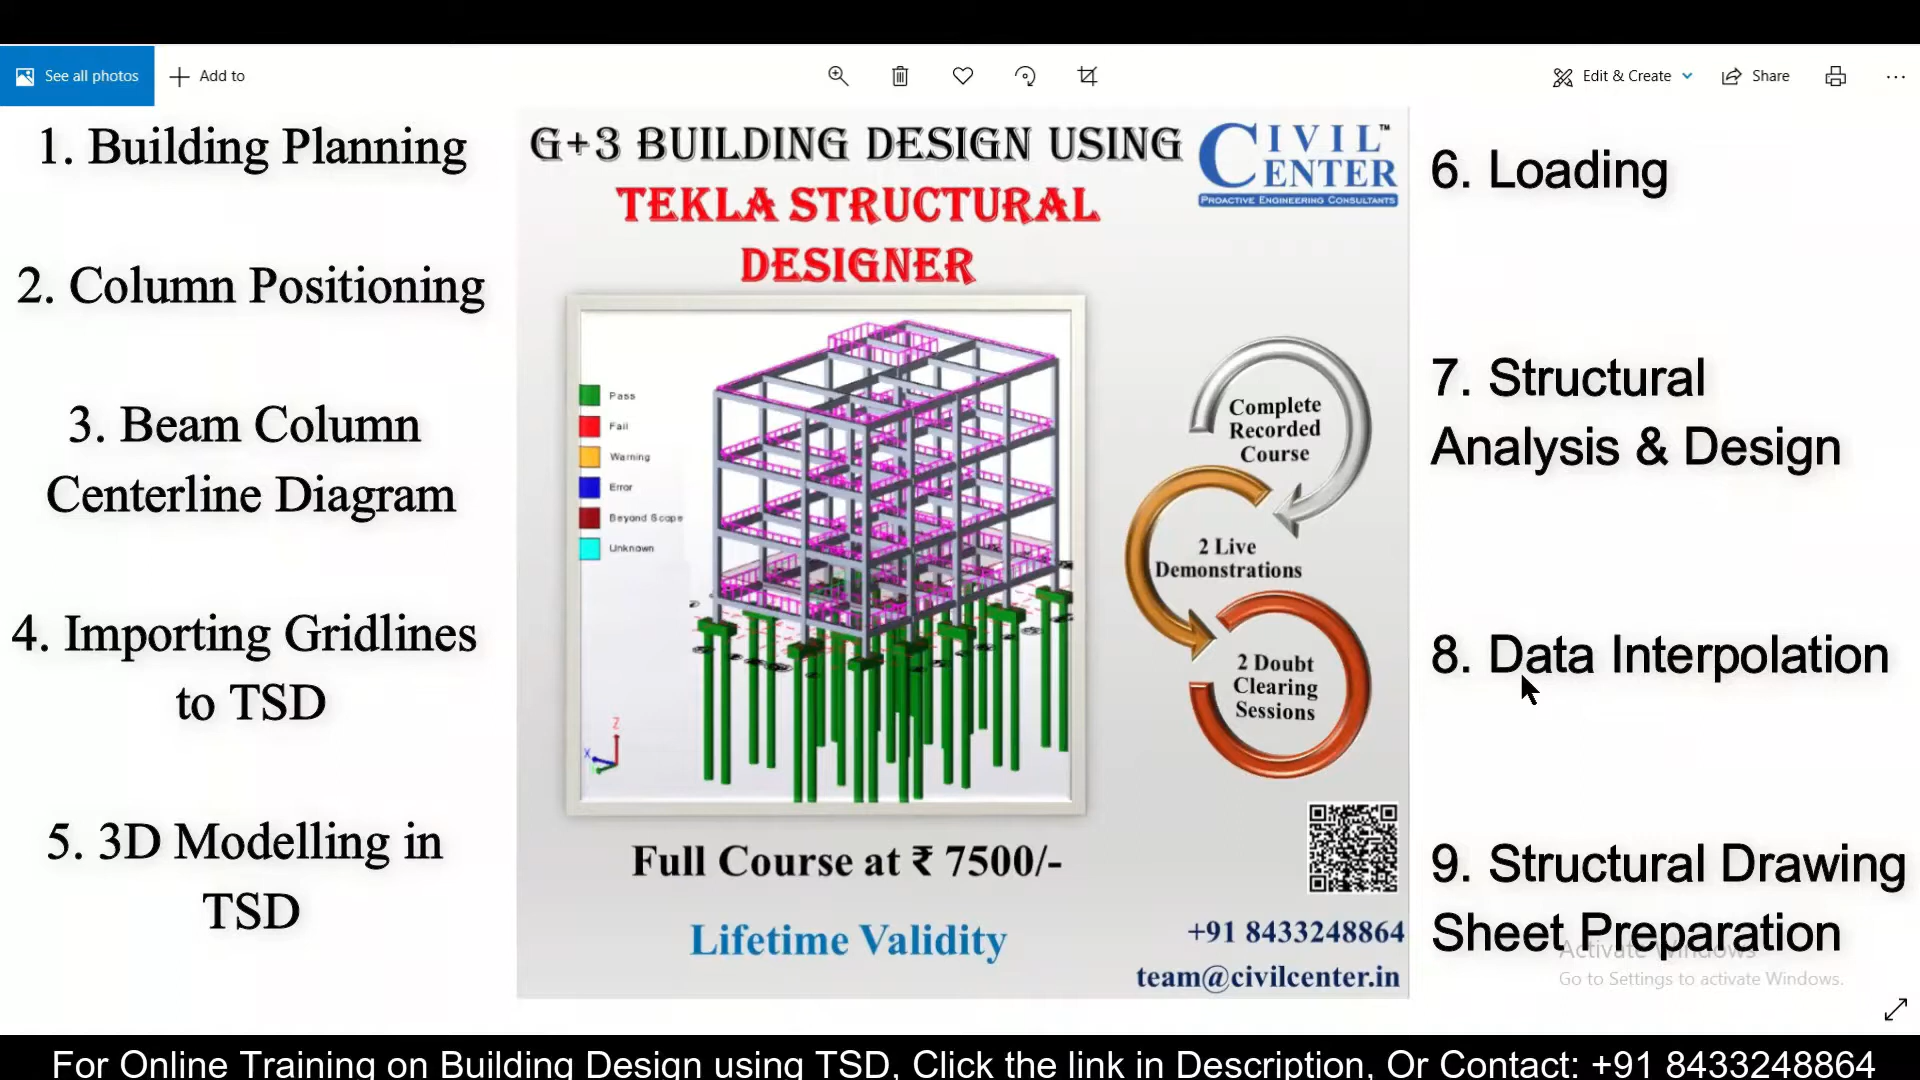 See all photos
Add to
Edit & Create
Share
1. Building Planning
2. Column Positioning
3. Beam Column
Centerline Diagram
4. Importing Gridlines
to TSD
5. 3D Modelling in
TSD
G+3 BUILDING DESIGN USING
TEKLA STRUCTURAL
DESIGNER
CIVIL™
CENTER
PROACTIVE ENGINEERING CONSULTANTS
Pass
Fail
Warning
Error
Beyond Scope
Unknown
Z
X
Complete
Recorded
Course
2 Live
Demonstrations
2 Doubt
Clearing
Sessions
Full Course at ₹ 7500/-
Lifetime Validity
+91 8433248864
team@civilcenter.in
6. Loading
7. Structural
Analysis & Design
8. Data Interpolation
9. Structural Drawing
Sheet Preparation
Activate Windows
Go to Settings to activate Windows.
For Online Training on Building Design using TSD, Click the link in Description, Or Contact: +91 8433248864